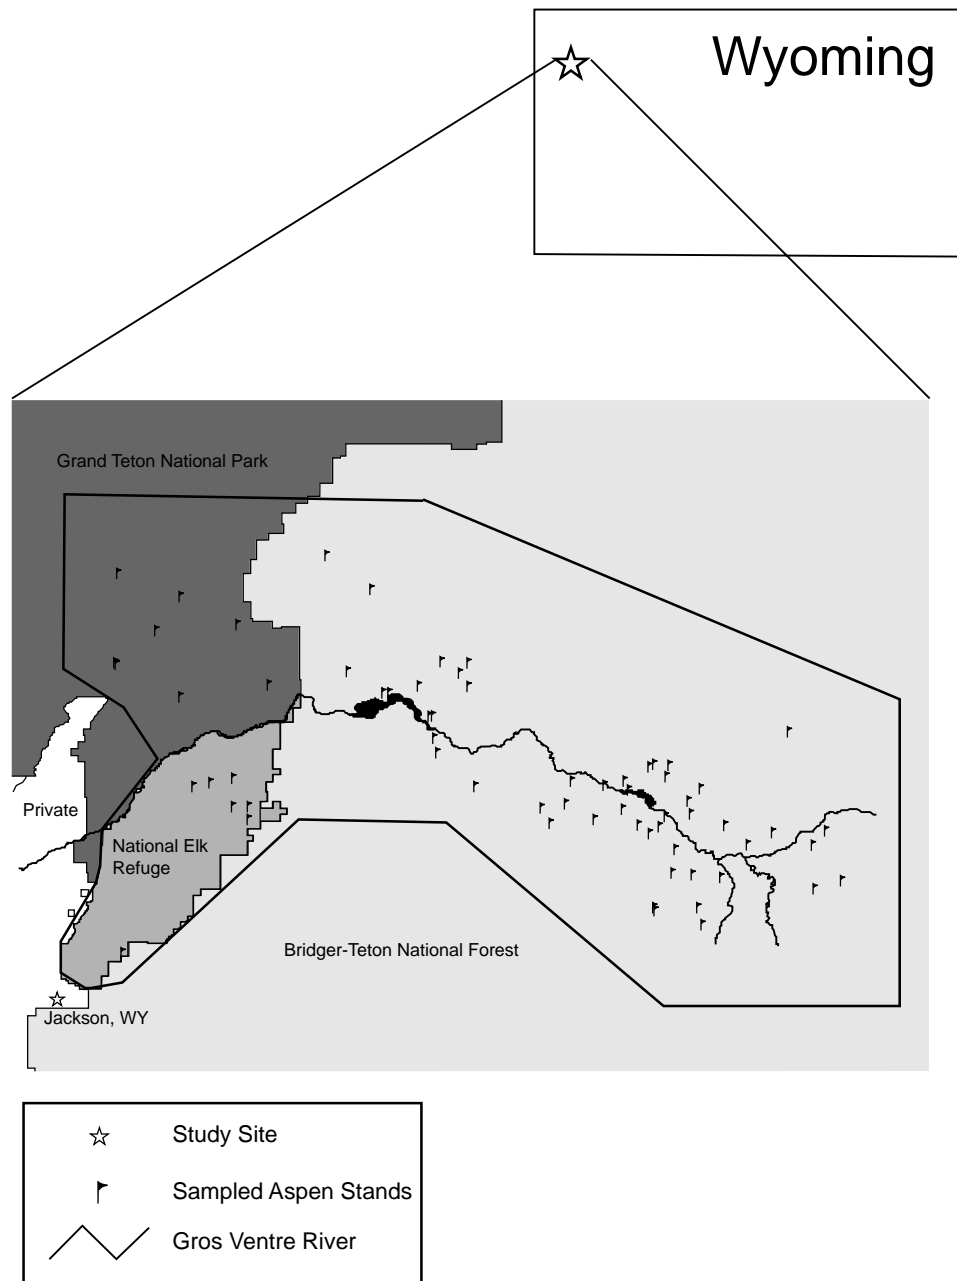 Wyoming
Grand Teton National Park
Private
National Elk
Refuge
Bridger-Teton National Forest
Jackson, WY
Study Site
Sampled Aspen Stands
Gros Ventre River